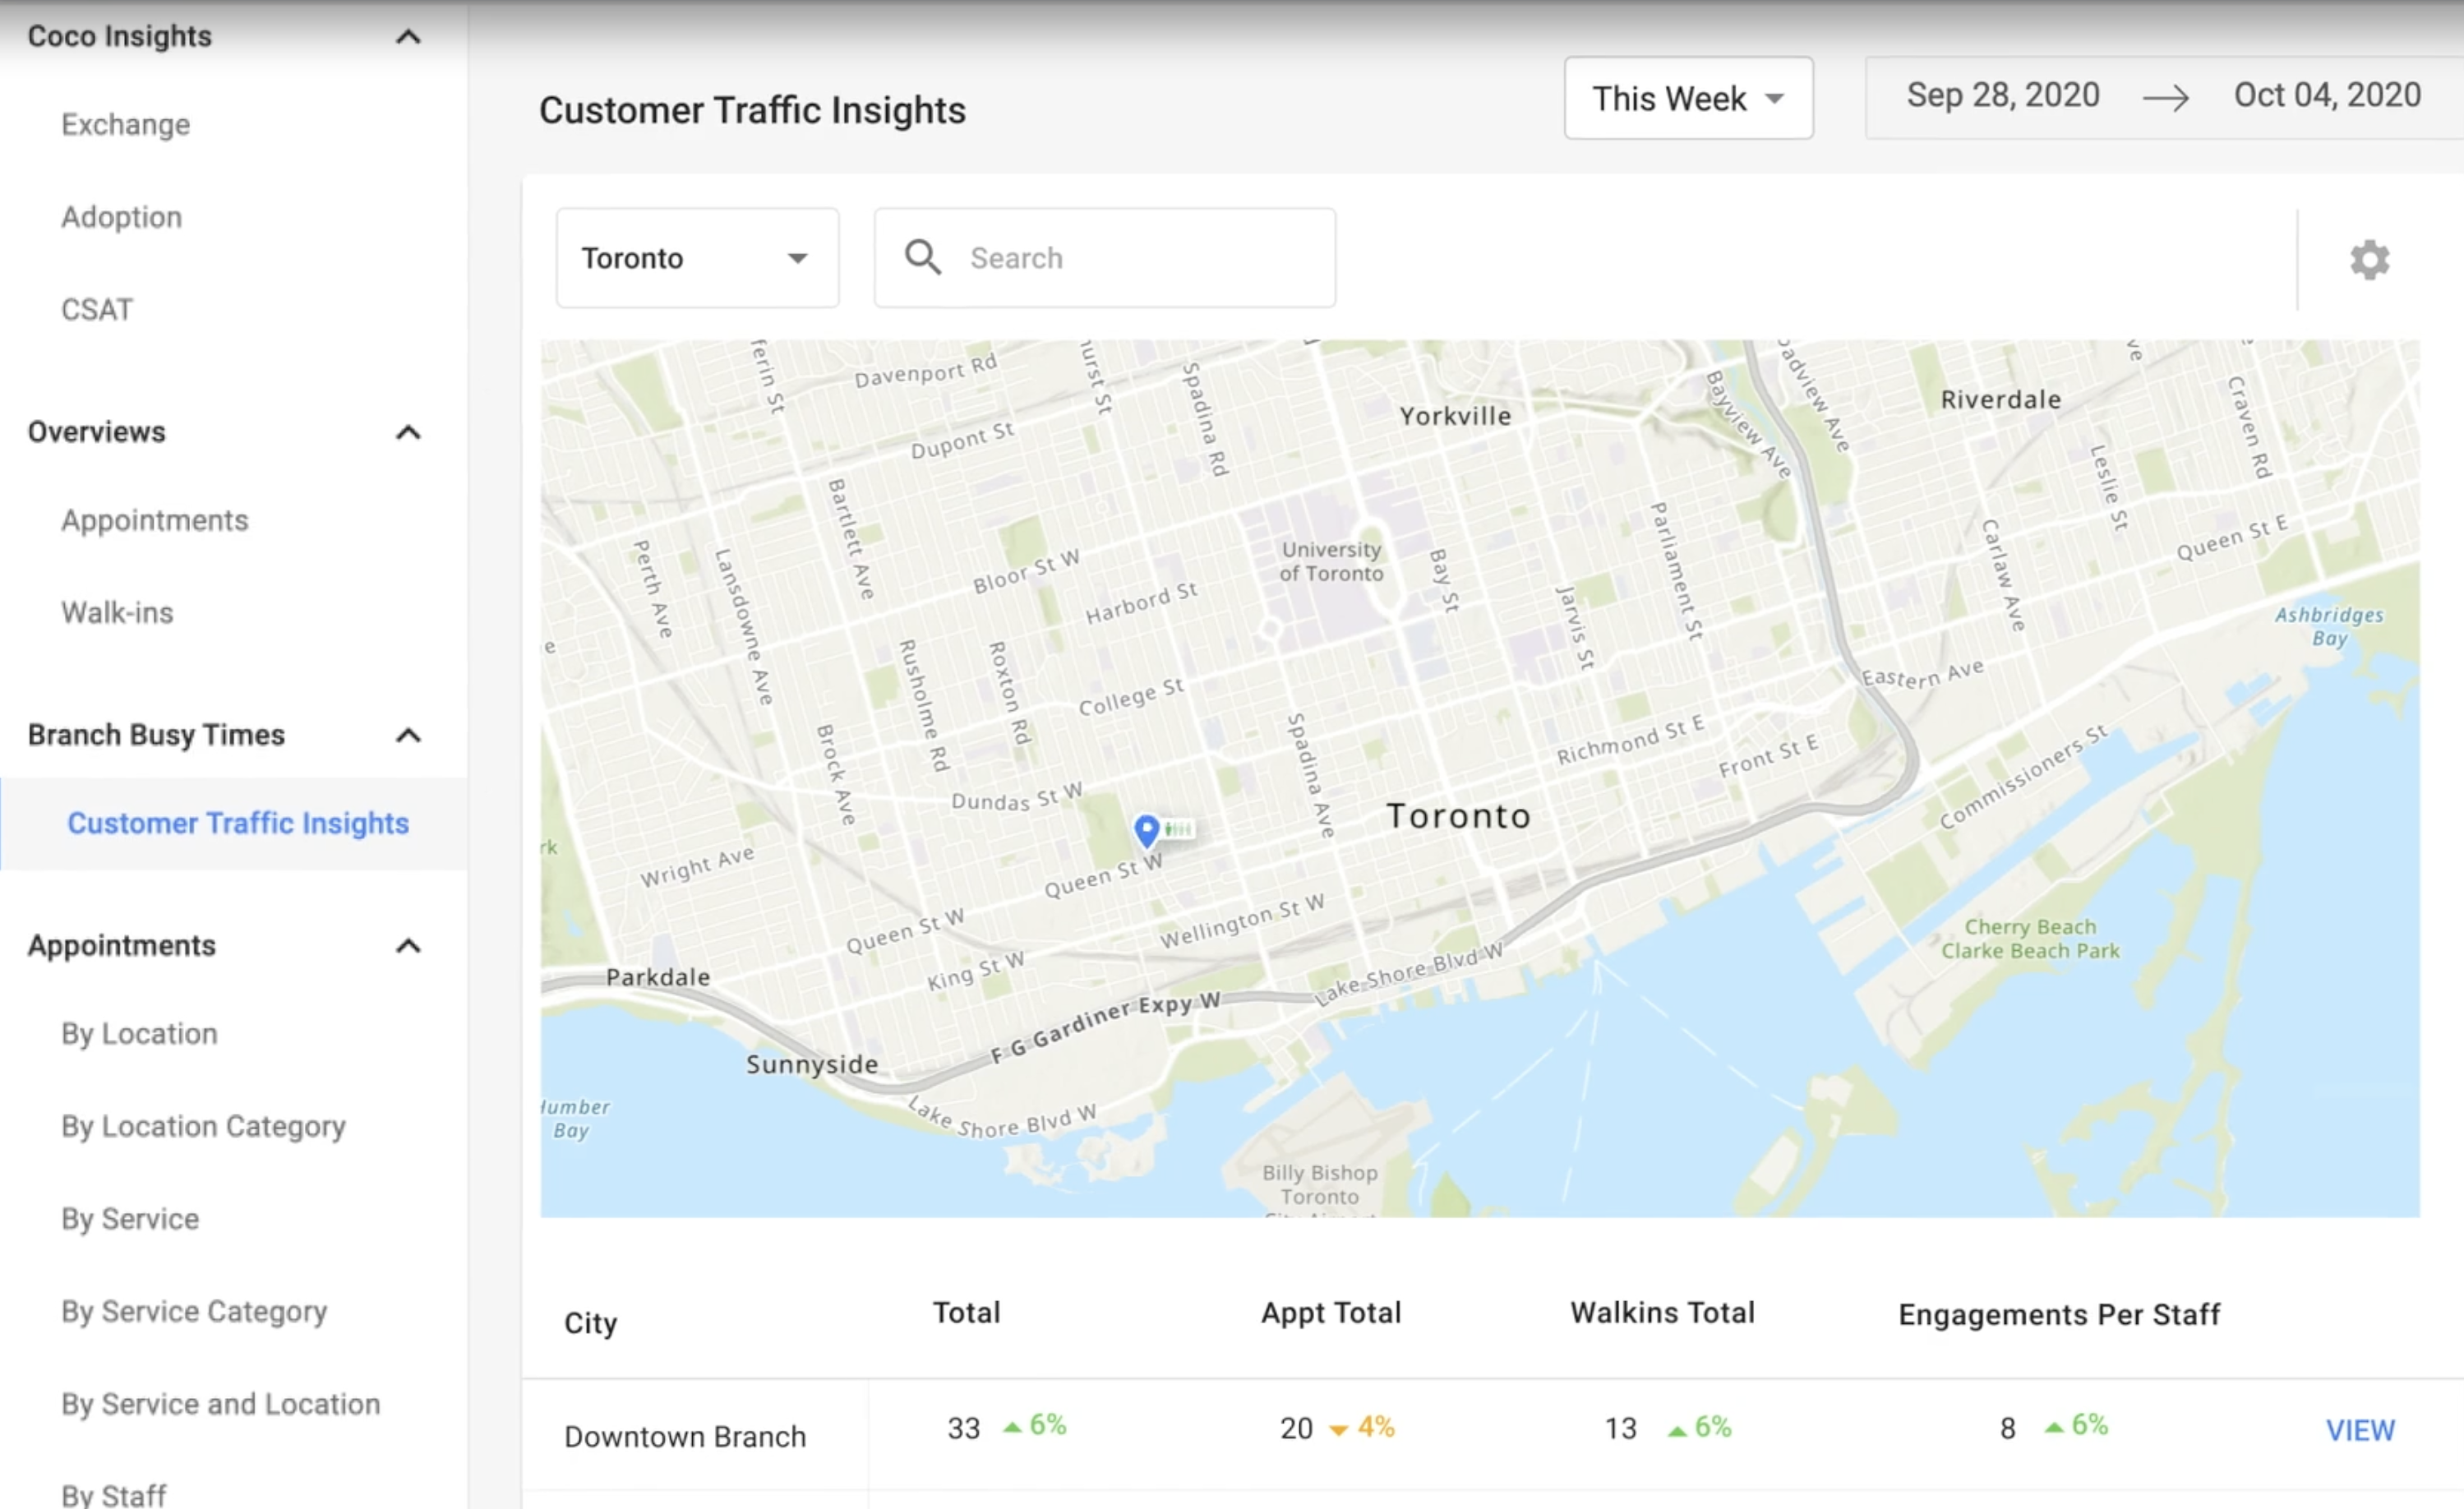 Coco Insights
Exchange
Adoption
CSAT
Overviews
Appointments
Walk-ins
Branch Busy Times
Customer Traffic Insights
Appointments
By Location
By Location Category
By Service
By Service Category
By Service and Location
By Staff
Customer Traffic Insights
This Week
Sep 28, 2020 → Oct 04, 2020
Toronto
Search
Davenport Rd
Dupont St
Spadina Rd
Yorkville
Bayview Ave
Riverdale
Craven Rd
Leslie St
Queen St E
Carlaw Ave
Perth Ave
Lansdowne Ave
Bartlett Ave
Bloor St W
Harbord St
University
of Toronto
Bay St
Jarvis St
Parliament St
Ashbridges
Bay
Eastern Ave
Rusholme Rd
Roxton Rd
College St
Spadina Ave
Richmond St E
Front St E
Commissioners St
Brock Ave
Dundas St W
Toronto
Wright Ave
Queen St W
Queen St W
Wellington St W
King St W
Lake Shore Blvd W
Cherry Beach
Clarke Beach Park
Parkdale
F G Gardiner Expy W
Sunnyside
Lake Shore Blvd W
Bay
Billy Bishop
Toronto
City Total Appt Total Walkins Total Engagements Per Staff
Downtown Branch 33 ▲ 6% 20 ▼ 4% 13 ▲ 6% 8 ▲ 6% VIEW